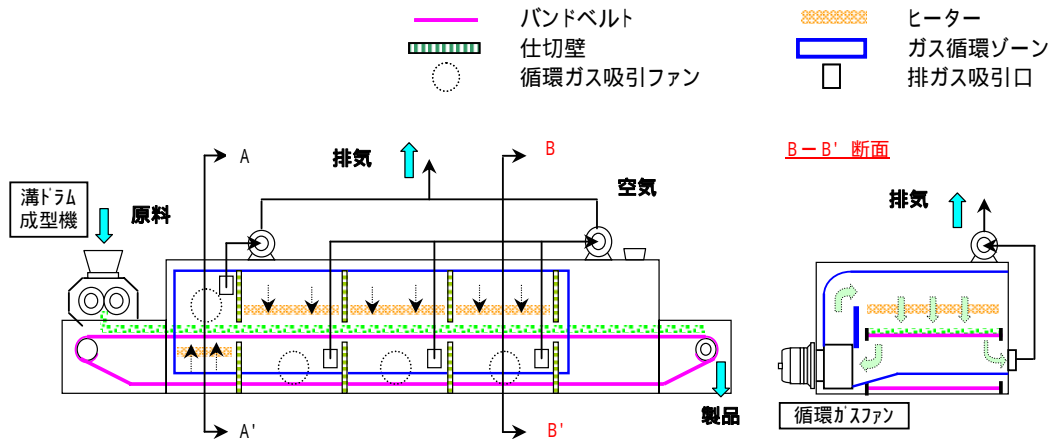 バンドベルト
ヒーター
仕切壁
ガス循環ゾーン
循環ガス吸引ファン
排ガス吸引口
A
排気
B
B－B' 断面
溝ドラム
成型機
原料
空気
排気
A'
B'
製品
循環ガスファン